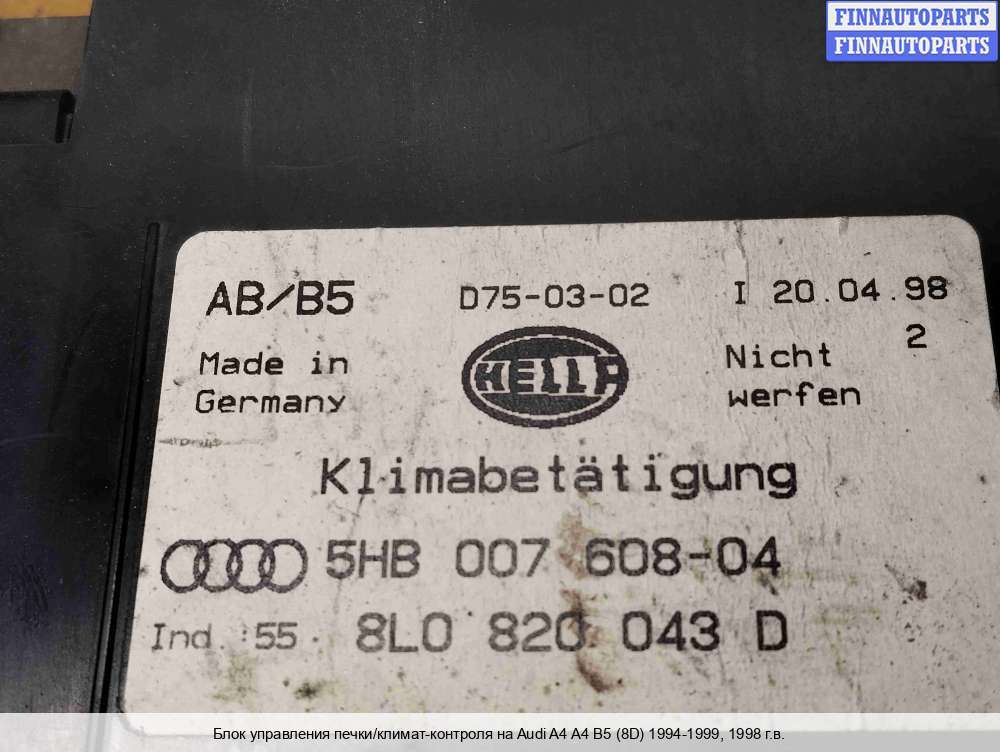 FINNAUTOPARTS
FINNAUTOPARTS
AB/B5 D75-03-02 I 20.04.98
2
Made in Germany
HELLA
Nicht werfen
Klimabetätigung
5HB 007 608-04
Ind. :55. 8L0 820 043 D
Блок управления печки/климат-контроля на Audi A4 A4 B5 (8D) 1994-1999, 1998 г.в.